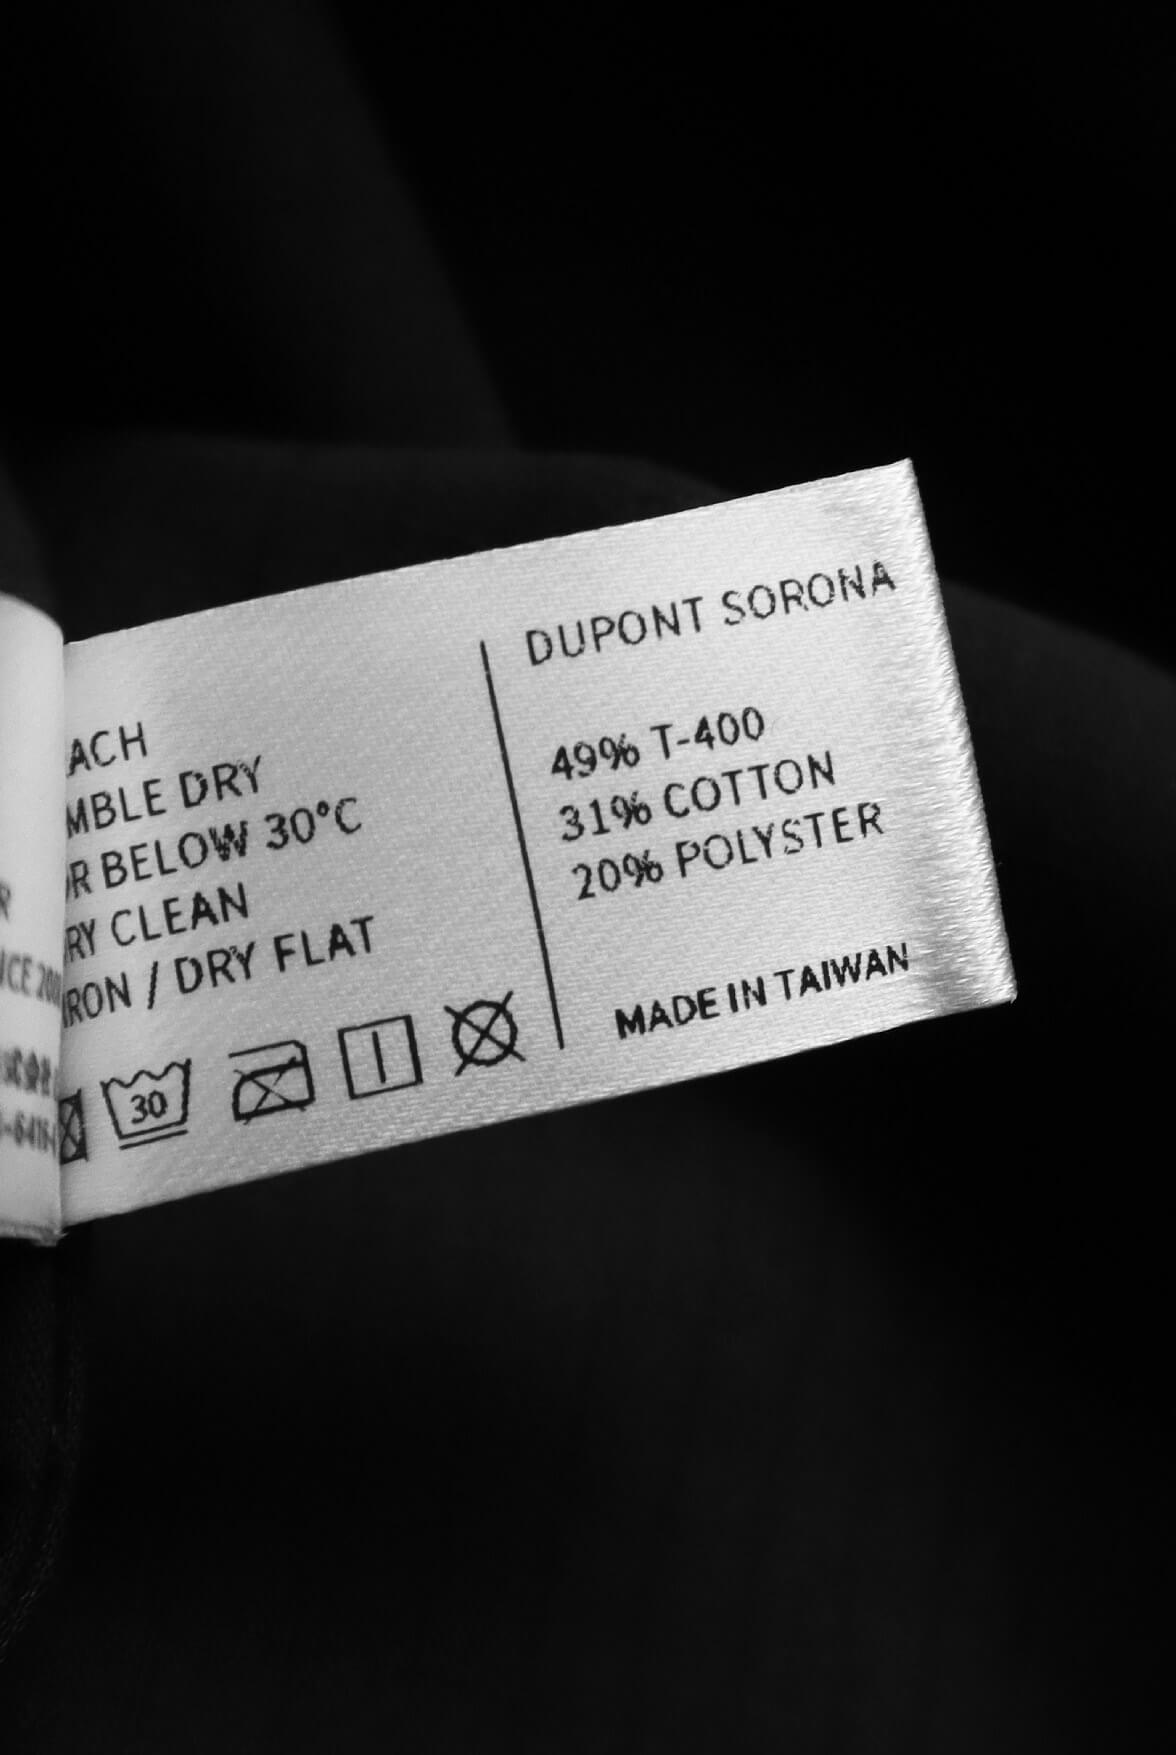 ACH
MBLE DRY
R BELOW 30°C
RY CLEAN
RON / DRY FLAT
30
DUPONT SORONA
49% T-400
31% COTTON
20% POLYSTER
MADE IN TAIWAN